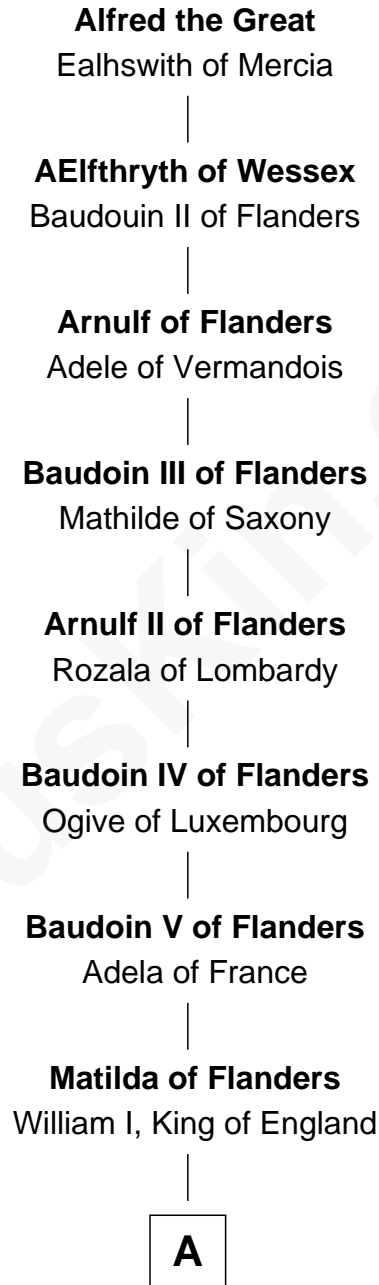 Alfred the Great
Ealhswith of Mercia
AElfthryth of Wessex
Baudouin II of Flanders
Arnulf of Flanders
Adele of Vermandois
Baudoin III of Flanders
Mathilde of Saxony
Arnulf II of Flanders
Rozala of Lombardy
Baudoin IV of Flanders
Ogive of Luxembourg
Baudoin V of Flanders
Adela of France
Matilda of Flanders
William I, King of England
A